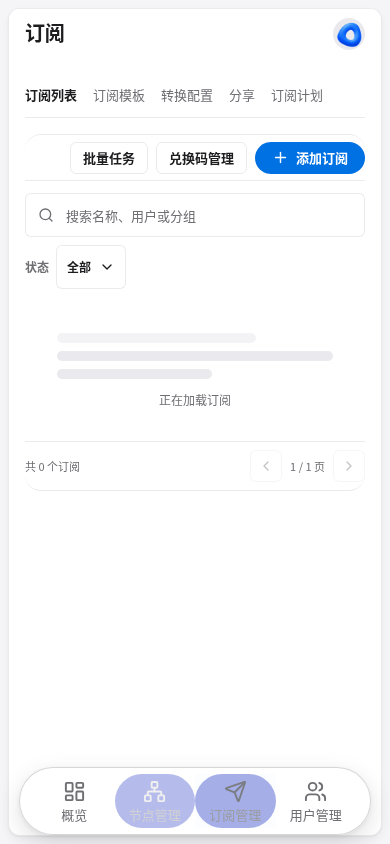 订阅
订阅列表 订阅模板 转换配置 分享 订阅计划
批量任务 兑换码管理 添加订阅
搜索名称、用户或分组
状态 全部
正在加载订阅
共 0 个订阅 1 / 1 页
概览 节点管理 订阅管理 用户管理